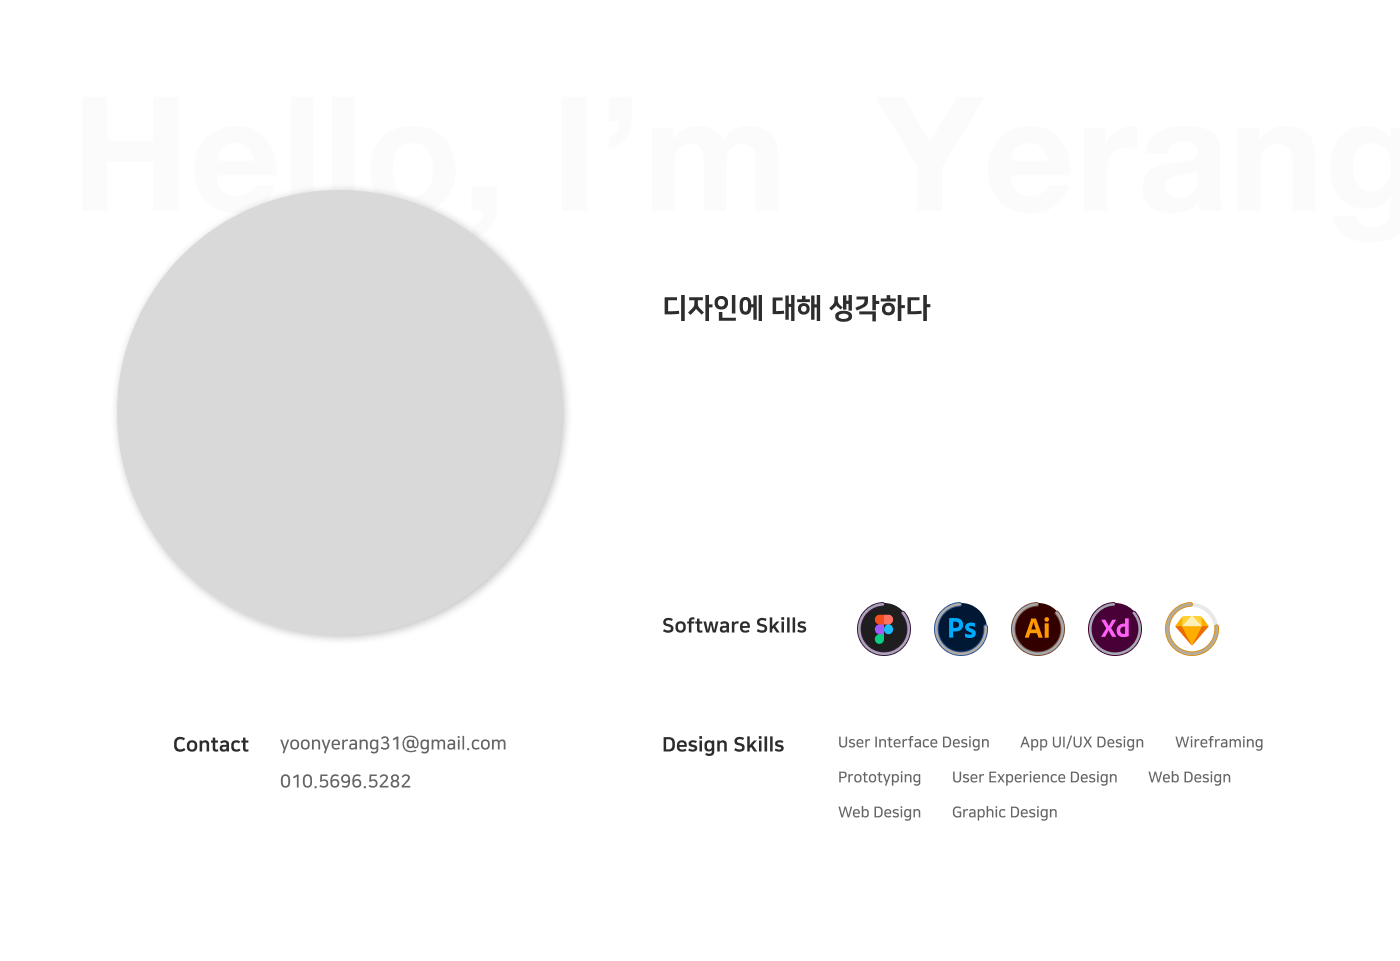 Hello, I’m Yerang
디자인에 대해 생각하다
Software Skills
Ps Ai Xd
Contact
yoonyerang31@gmail.com
010.5696.5282
Design Skills
User Interface Design App UI/UX Design Wireframing
Prototyping User Experience Design Web Design
Web Design Graphic Design